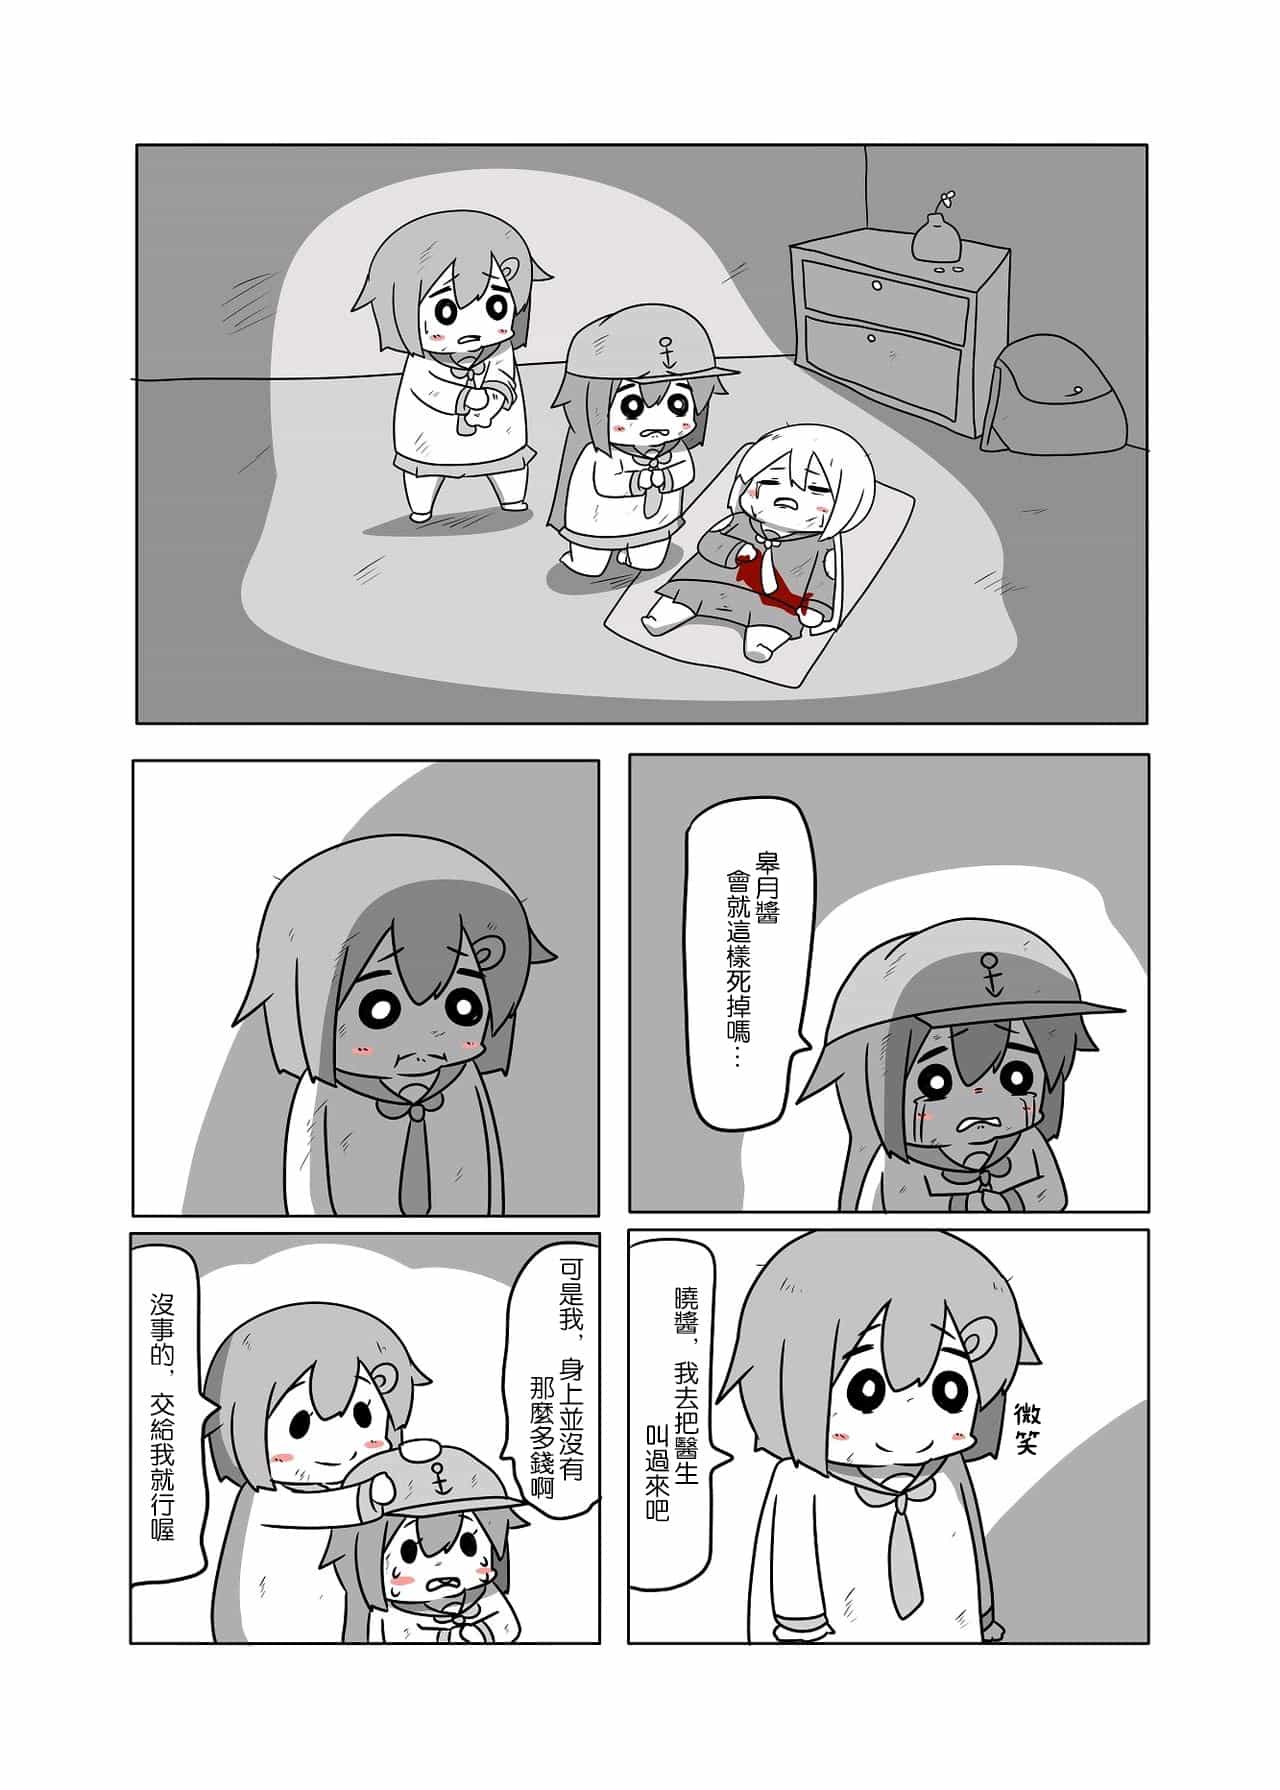 皋月醬
會就這樣死掉嗎…
曉醬，我去把醫生
叫過來吧
微笑
可是我，身上並沒有
那麼多錢啊
沒事的，交給我就行喔